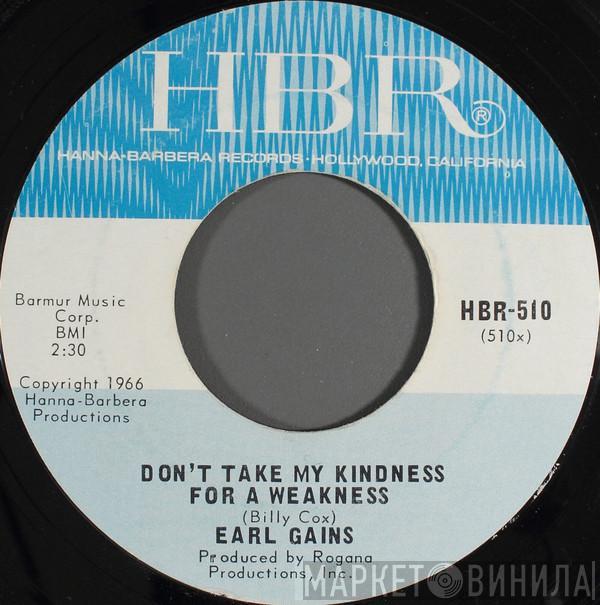 HBR®
HANNA-BARBERA RECORDS · HOLLYWOOD, CALIFORNIA
Barmur Music
Corp.
BMI
2:30
HBR-510
(510x)
Copyright 1966
Hanna-Barbera
Productions
DON'T TAKE MY KINDNESS
FOR A WEAKNESS
(Billy Cox)
EARL GAINS
Produced by Rogana
Productions, Inc.
МАРКЕТ ВИНИЛА